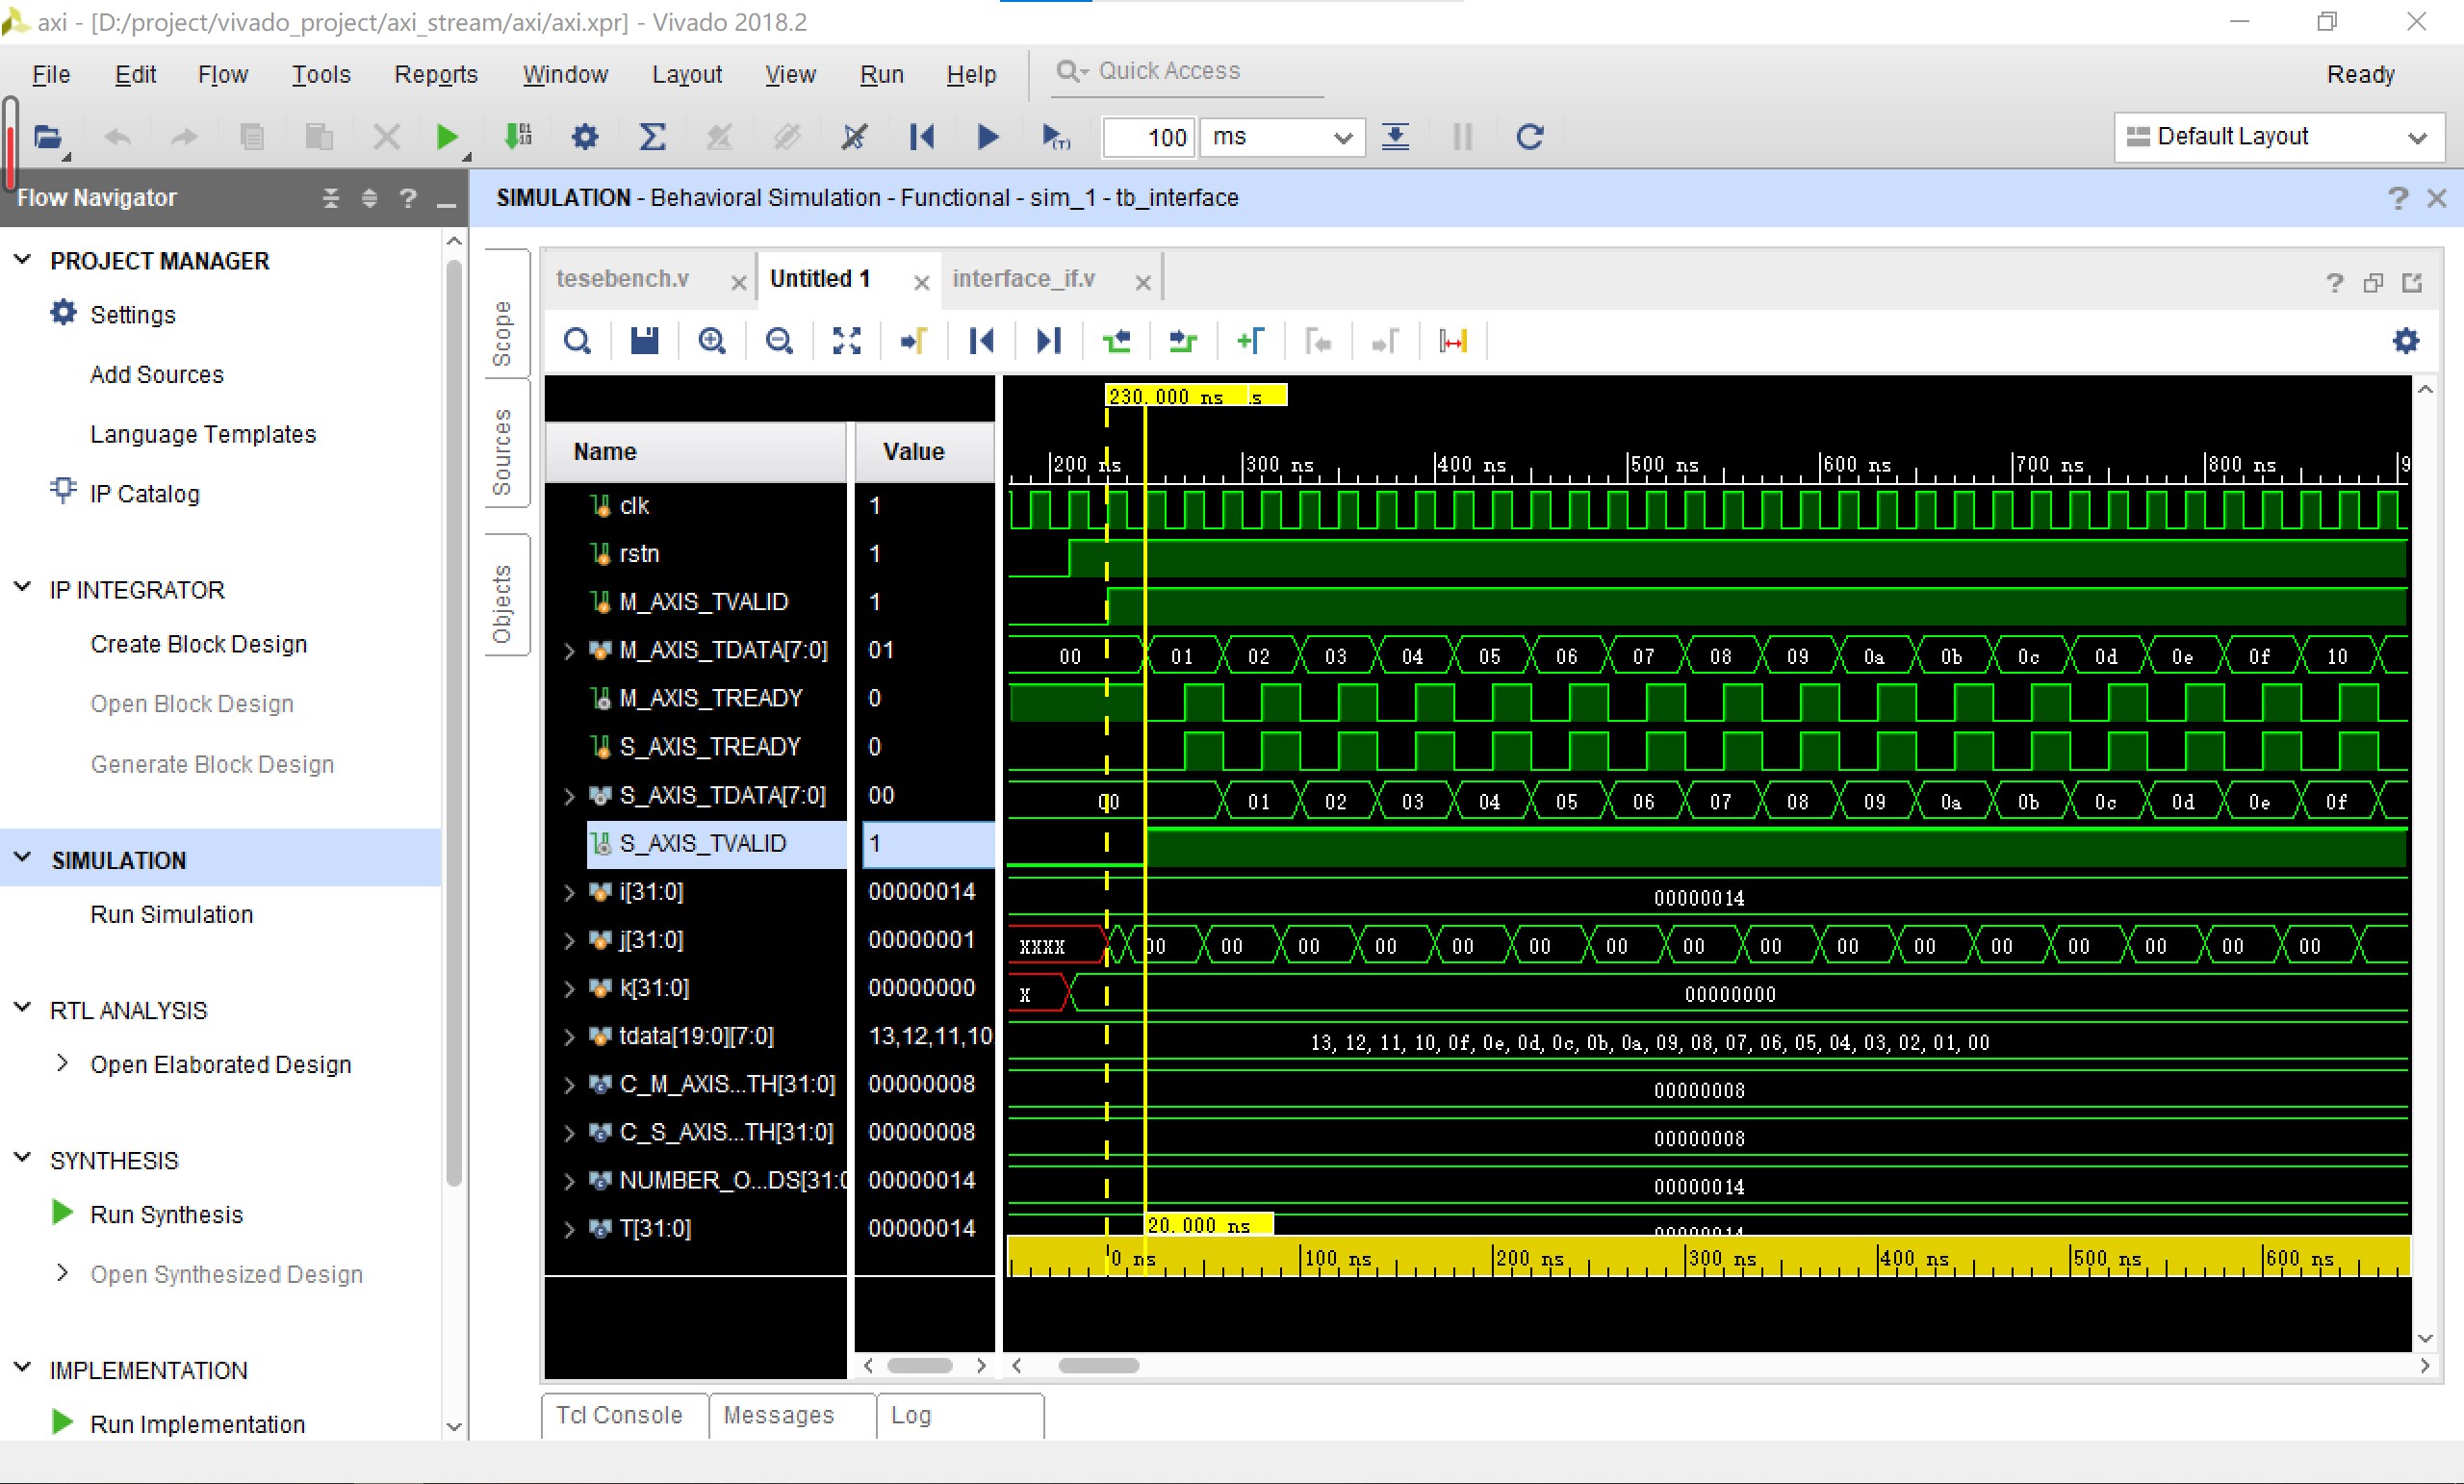 axi - [D:/project/vivado_project/axi_stream/axi/axi.xpr] - Vivado 2018.2
File Edit Flow Tools Reports Window Layout View Run Help Quick Access Ready
100 ms Default Layout
Flow Navigator
SIMULATION - Behavioral Simulation - Functional - sim_1 - tb_interface
PROJECT MANAGER
Settings
Add Sources
Language Templates
IP Catalog
IP INTEGRATOR
Create Block Design
Open Block Design
Generate Block Design
SIMULATION
Run Simulation
RTL ANALYSIS
Open Elaborated Design
SYNTHESIS
Run Synthesis
Open Synthesized Design
IMPLEMENTATION
Run Implementation
Scope
Sources
Objects
tesebench.v Untitled 1 interface_if.v
230.000 ns .s
Name Value
200 ns 300 ns 400 ns 500 ns 600 ns 700 ns 800 ns 9
clk 1
rstn 1
M_AXIS_TVALID 1
M_AXIS_TDATA[7:0] 01 00 01 02 03 04 05 06 07 08 09 0a 0b 0c 0d 0e 0f 10
M_AXIS_TREADY 0
S_AXIS_TREADY 0
S_AXIS_TDATA[7:0] 00 00 01 02 03 04 05 06 07 08 09 0a 0b 0c 0d 0e 0f
S_AXIS_TVALID 1
i[31:0] 00000014 00000014
j[31:0] 00000001 XXXX 00 00 00 00 00 00 00 00 00 00 00 00 00 00 00 00
k[31:0] 00000000 X 00000000
tdata[19:0][7:0] 13,12,11,10 13, 12, 11, 10, 0f, 0e, 0d, 0c, 0b, 0a, 09, 08, 07, 06, 05, 04, 03, 02, 01, 00
C_M_AXIS...TH[31:0] 00000008 00000008
C_S_AXIS...TH[31:0] 00000008 00000008
NUMBER_O...DS[31:0 00000014 00000014
T[31:0] 00000014 00000014
20.000 ns
0 ns 100 ns 200 ns 300 ns 400 ns 500 ns 600 ns
Tcl Console Messages Log